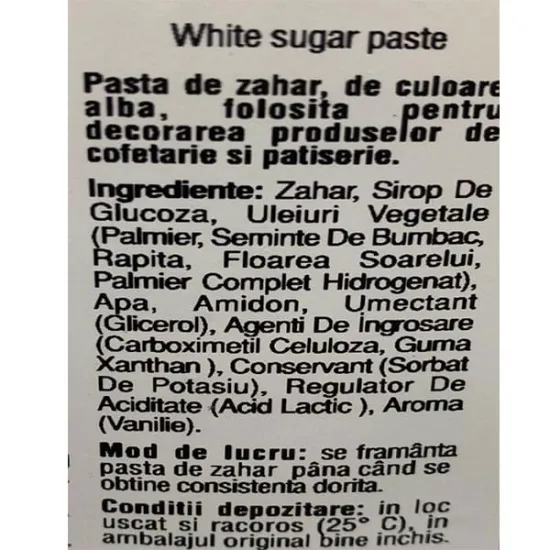 White sugar paste
Pasta de zahar, de culoare
alba, folosita pentru
decorarea produselor de
cofetarie si patiserie.
Ingrediente: Zahar, Sirop De
Glucoza, Uleiuri Vegetale
(Palmier, Seminte De Bumbac,
Rapita, Floarea Soarelui,
Palmier Complet Hidrogenat),
Apa, Amidon, Umectant
(Glicerol), Agenti De Ingrosare
(Carboximetil Celuloza, Guma
Xanthan ), Conservant (Sorbat
De Potasiu), Regulator De
Aciditate (Acid Lactic ), Aroma
(Vanilie).
Mod de lucru: se framânta
pasta de zahar pâna când se
obtine consistenta dorita.
Conditii depozitare: in loc
uscat si racoros (25° C), in
ambalajul original bine inchis.